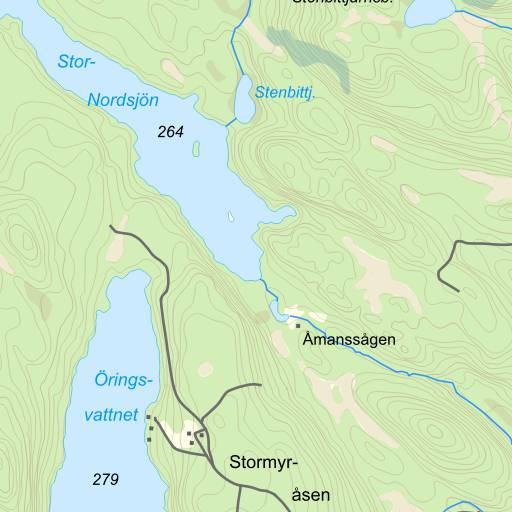 Stor-
Nordsjön
264
Stenbittj.
Åmanssågen
Örings-
vattnet
279
Stormyr-
åsen